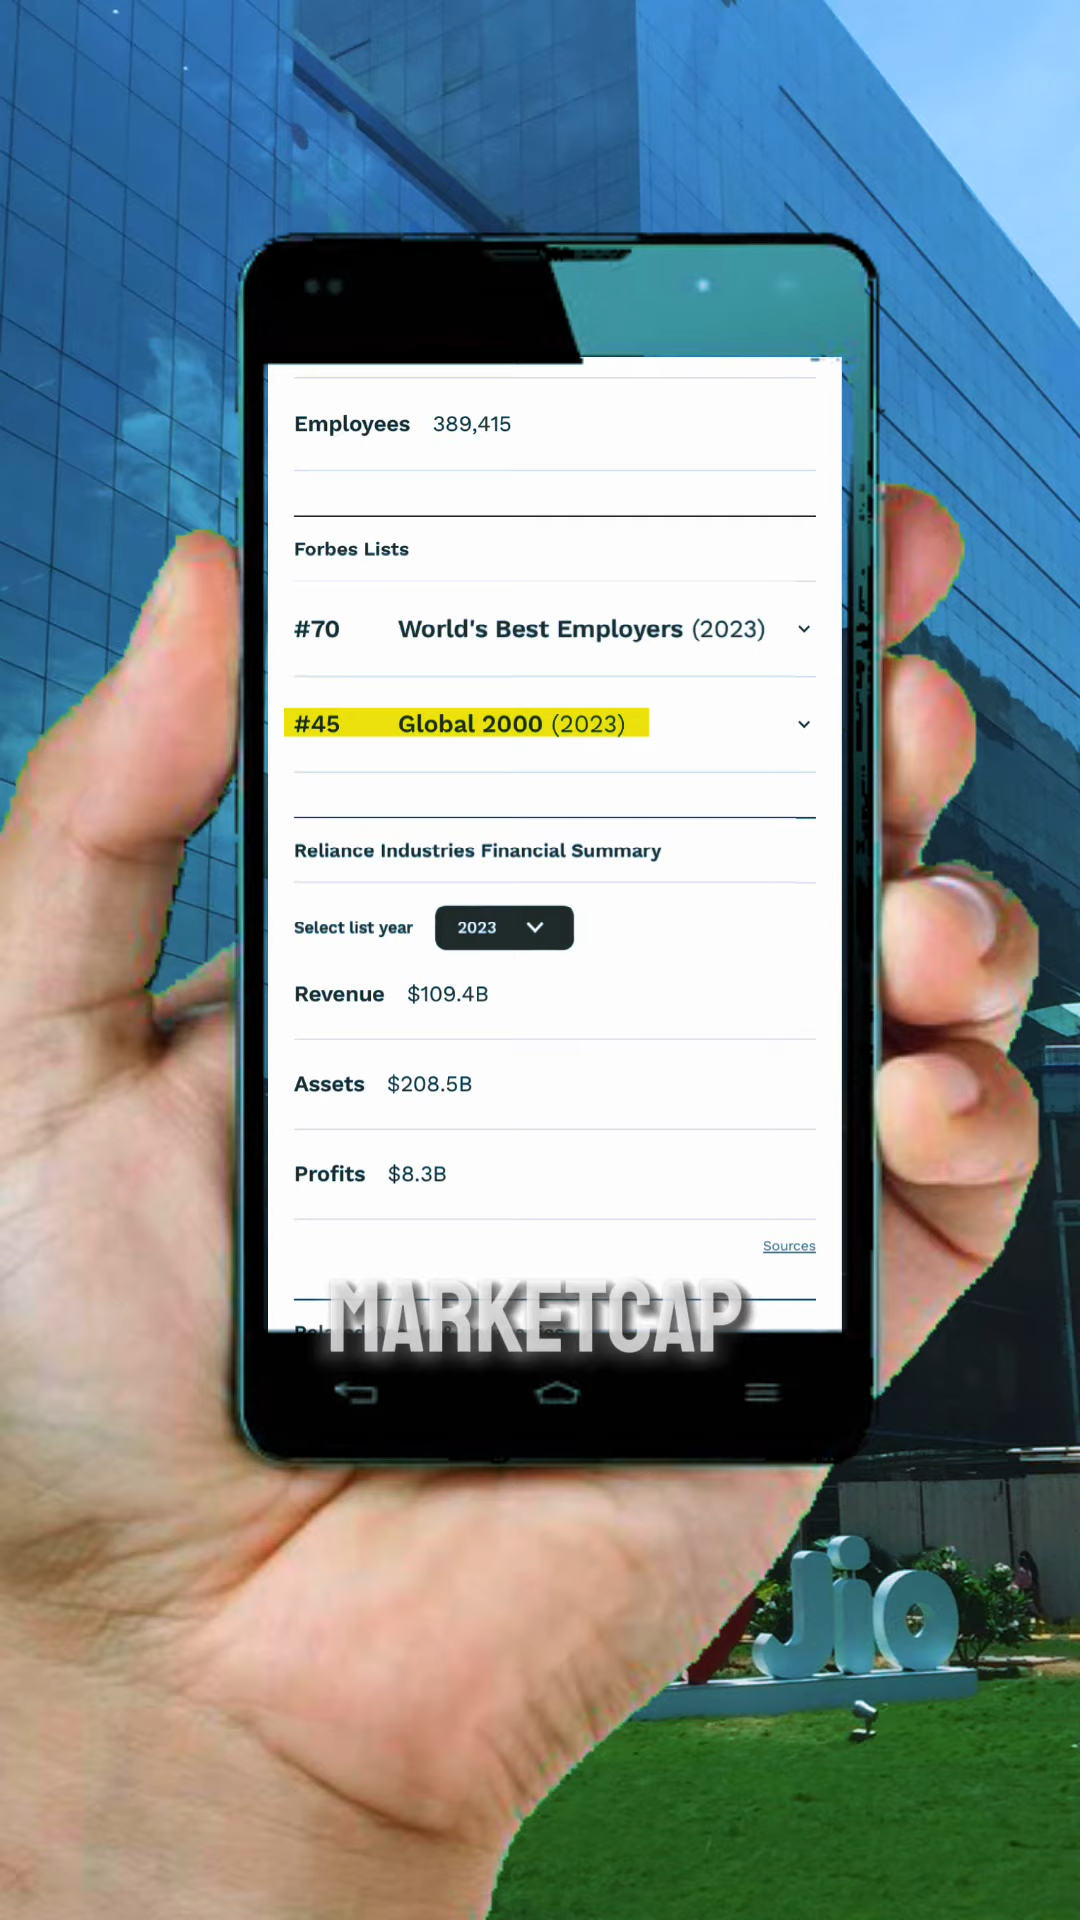 Employees 389,415
Forbes Lists
#70 World's Best Employers (2023)
#45 Global 2000 (2023)
Reliance Industries Financial Summary
Select list year 2023
Revenue $109.4B
Assets $208.5B
Profits $8.3B
Sources
MARKETCAP
Jio